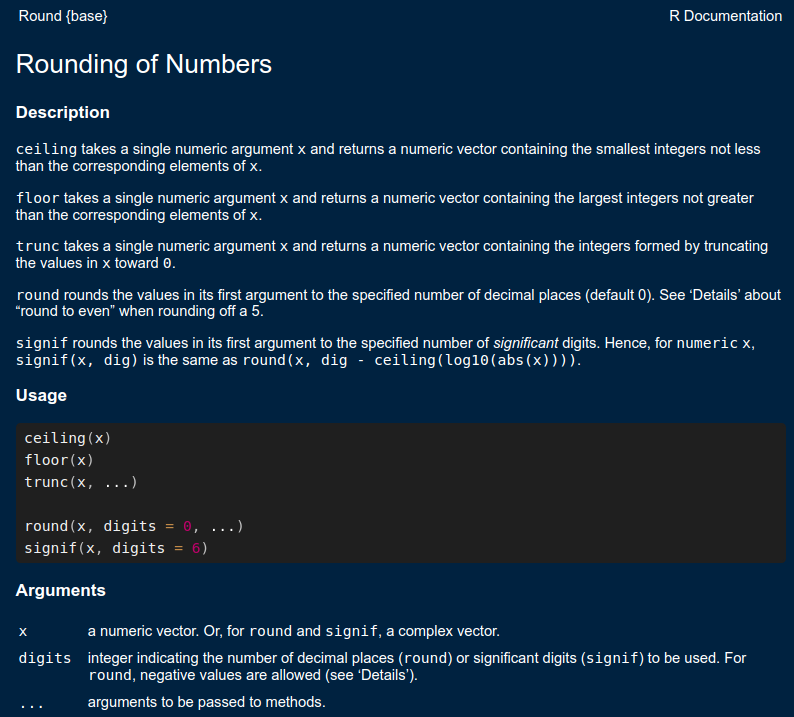 Round {base}
R Documentation
Rounding of Numbers
Description
ceiling takes a single numeric argument x and returns a numeric vector containing the smallest integers not less
than the corresponding elements of x.
floor takes a single numeric argument x and returns a numeric vector containing the largest integers not greater
than the corresponding elements of x.
trunc takes a single numeric argument x and returns a numeric vector containing the integers formed by truncating
the values in x toward 0.
round rounds the values in its first argument to the specified number of decimal places (default 0). See ‘Details’ about
“round to even” when rounding off a 5.
signif rounds the values in its first argument to the specified number of significant digits. Hence, for numeric x,
signif(x, dig) is the same as round(x, dig - ceiling(log10(abs(x)))).
Usage
ceiling(x)
floor(x)
trunc(x, ...)
round(x, digits = 0, ...)
signif(x, digits = 6)
Arguments
x a numeric vector. Or, for round and signif, a complex vector.
digits integer indicating the number of decimal places (round) or significant digits (signif) to be used. For
round, negative values are allowed (see ‘Details’).
... arguments to be passed to methods.